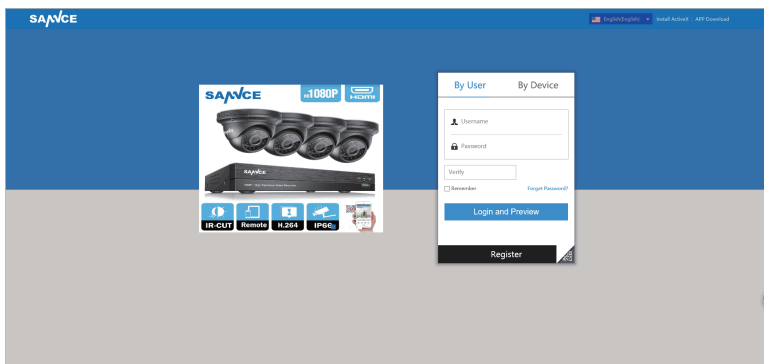 SANNCE
English(English) Install ActiveX | APP Download
SANNCE HD 1080P HDMI
SANNCE
IR-CUT Remote H.264 IP66
By User By Device
Username
Password
Verify
Remember Forget Password?
Login and Preview
Register